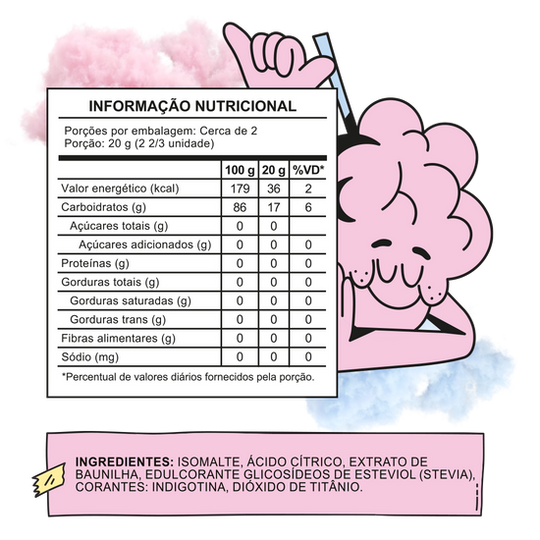 INFORMAÇÃO NUTRICIONAL
Porções por embalagem: Cerca de 2
Porção: 20 g (2 2/3 unidade)
100 g 20 g %VD*
Valor energético (kcal) 179 36 2
Carboidratos (g) 86 17 6
Açúcares totais (g) 0 0
Açúcares adicionados (g) 0 0 0
Proteínas (g) 0 0 0
Gorduras totais (g) 0 0 0
Gorduras saturadas (g) 0 0 0
Gorduras trans (g) 0 0 0
Fibras alimentares (g) 0 0 0
Sódio (mg) 0 0 0
*Percentual de valores diários fornecidos pela porção.
INGREDIENTES: ISOMALTE, ÁCIDO CÍTRICO, EXTRATO DE
BAUNILHA, EDULCORANTE GLICOSÍDEOS DE ESTEVIOL (STEVIA),
CORANTES: INDIGOTINA, DIÓXIDO DE TITÂNIO.